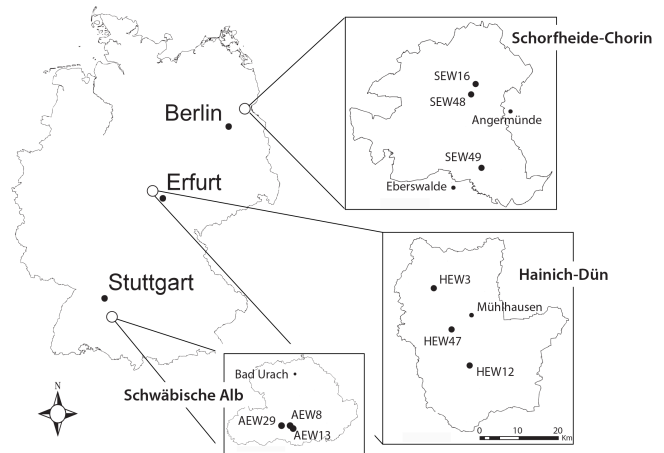 Schorfheide-Chorin
SEW16
SEW48
Angermünde
SEW49
Eberswalde
Berlin
Erfurt
Hainich-Dün
HEW3
Mühlhausen
HEW47
HEW12
0 10 20
Km
Stuttgart
Schwäbische Alb
Bad Urach
AEW29
AEW8
AEW13
N